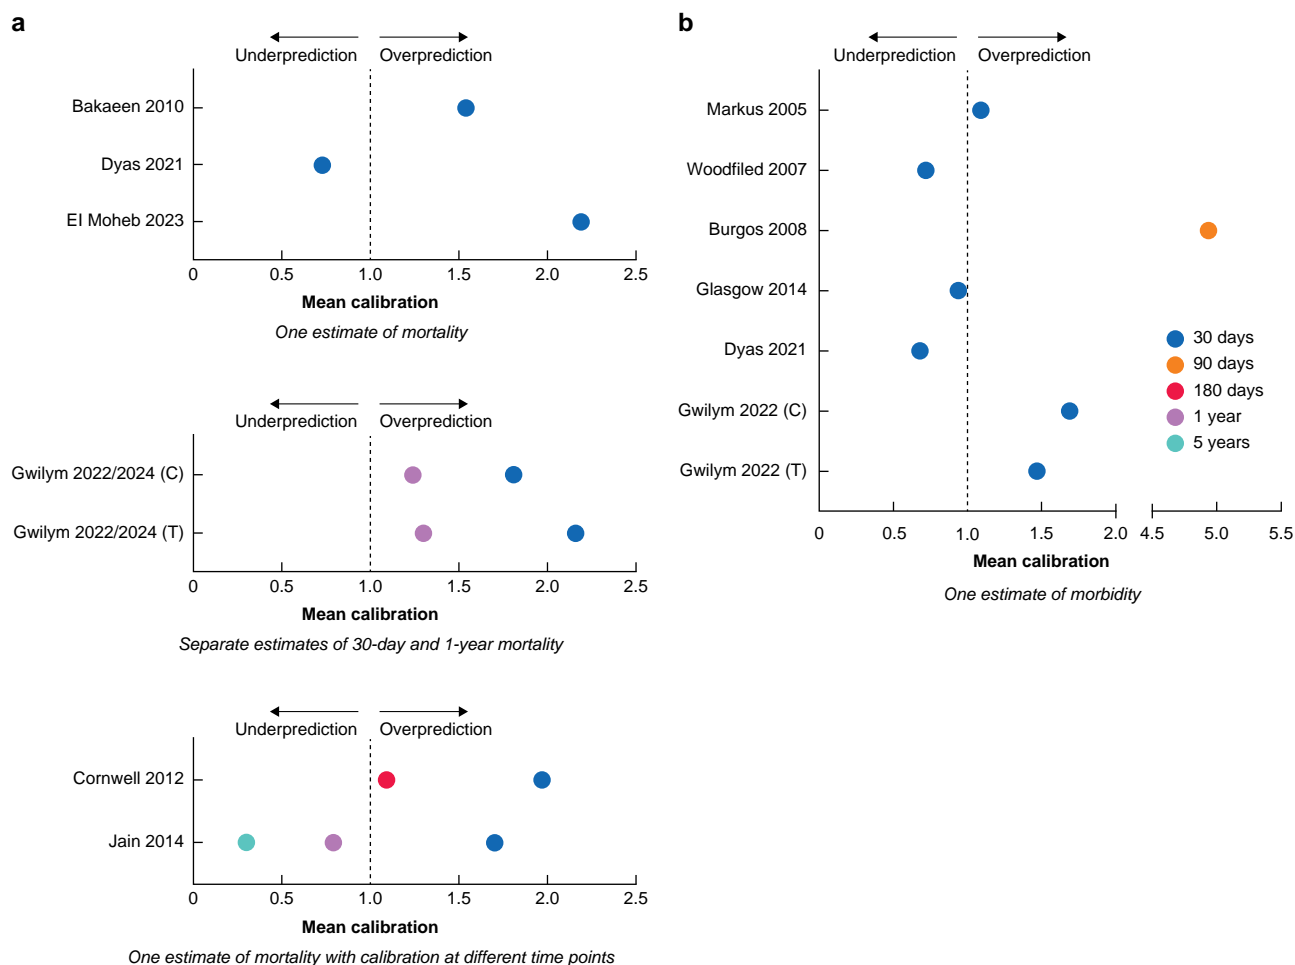 a
Underprediction Overprediction
Bakaeen 2010
Dyas 2021
EI Moheb 2023
0 0.5 1.0 1.5 2.0 2.5
Mean calibration
One estimate of mortality
Underprediction Overprediction
Gwilym 2022/2024 (C)
Gwilym 2022/2024 (T)
0 0.5 1.0 1.5 2.0 2.5
Mean calibration
Separate estimates of 30-day and 1-year mortality
Underprediction Overprediction
Cornwell 2012
Jain 2014
0 0.5 1.0 1.5 2.0 2.5
Mean calibration
One estimate of mortality with calibration at different time points
b
Underprediction Overprediction
Markus 2005
Woodfiled 2007
Burgos 2008
Glasgow 2014
Dyas 2021
Gwilym 2022 (C)
Gwilym 2022 (T)
30 days
90 days
180 days
1 year
5 years
0 0.5 1.0 1.5 2.0 4.5 5.0 5.5
Mean calibration
One estimate of morbidity